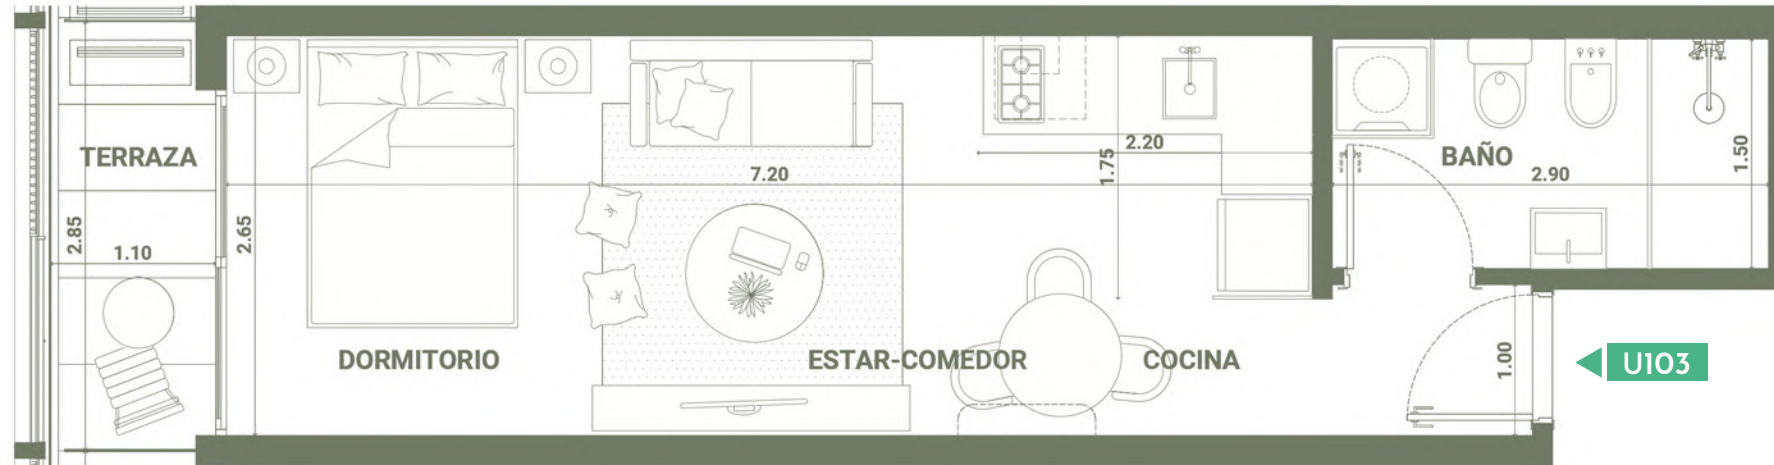 TERRAZA
2.85
1.10
2.65
DORMITORIO
7.20
ESTAR-COMEDOR
2.20
1.75
COCINA
BAÑO
2.90
1.50
1.00
U103